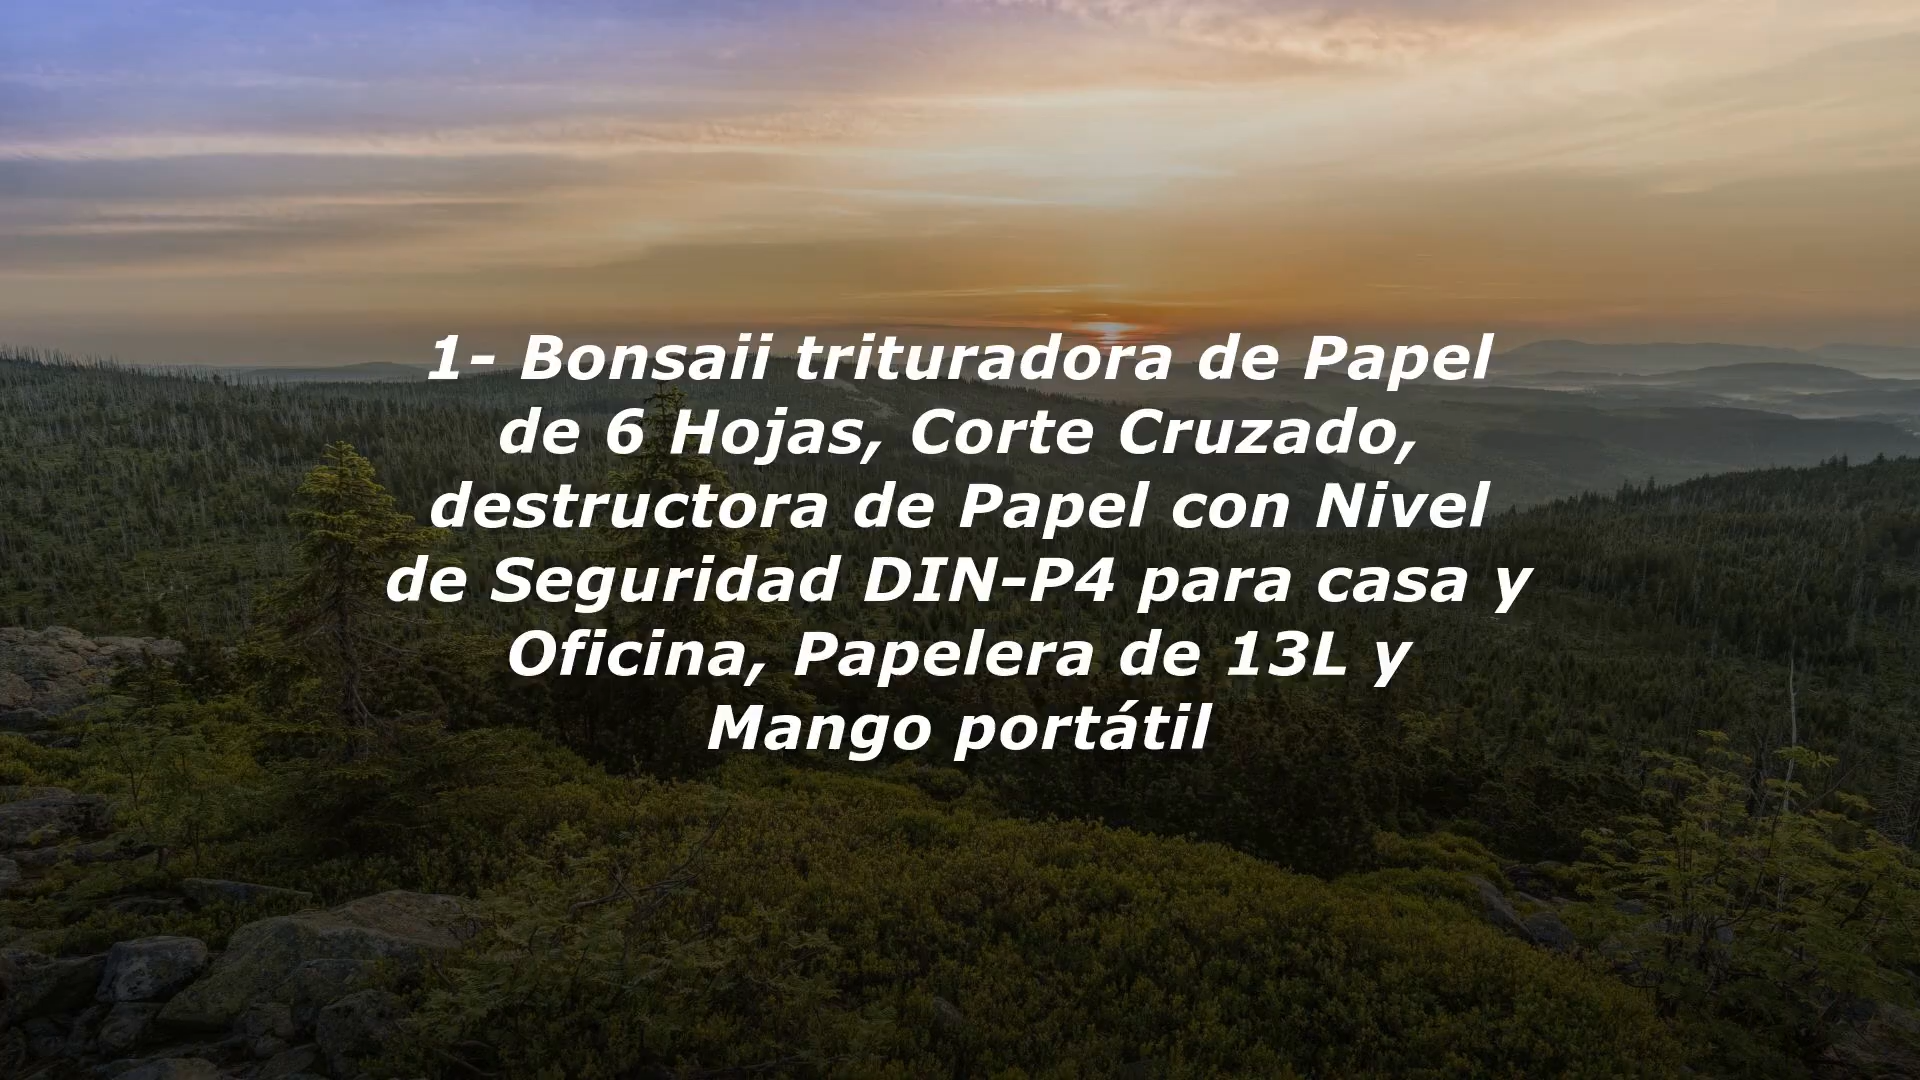 1- Bonsaii trituradora de Papel
de 6 Hojas, Corte Cruzado,
destructora de Papel con Nivel
de Seguridad DIN-P4 para casa y
Oficina, Papelera de 13L y
Mango portátil